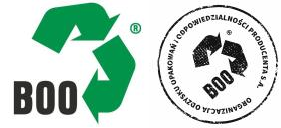 BOO ®
ORGANIZACJA ODZYSKU OPAKOWAŃ I ODPOWIEDZIALNOŚCI PRODUCENTA S.A.
BOO ®